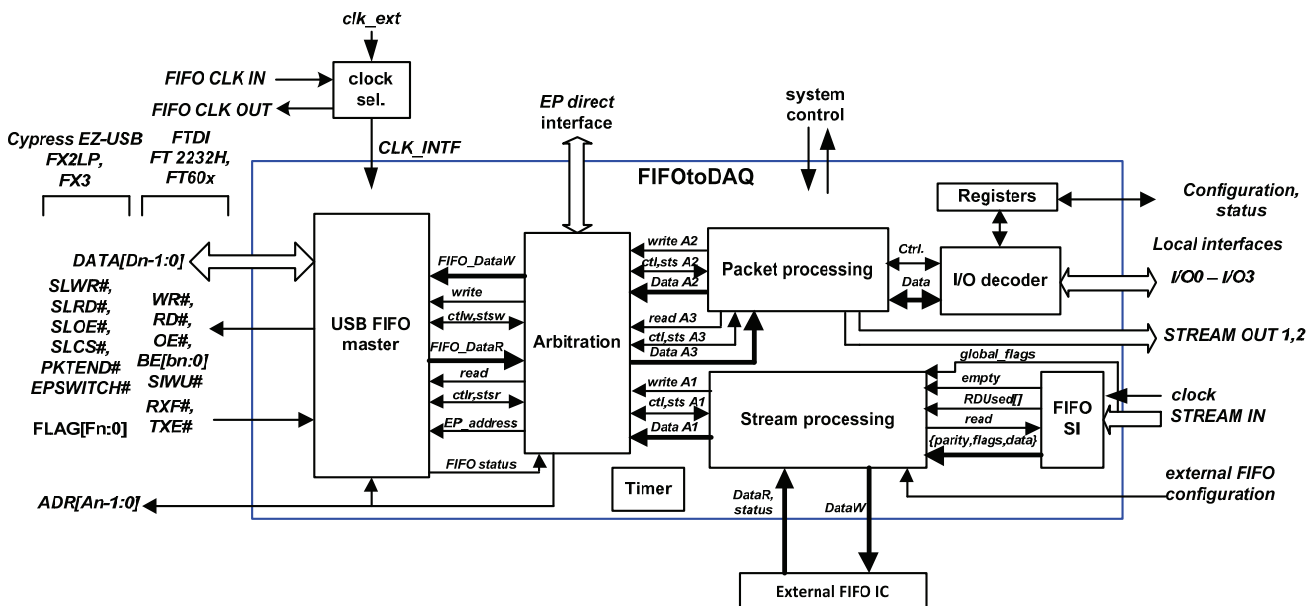 clk_ext
FIFO CLK IN
FIFO CLK OUT
clock
sel.
CLK_INTF
EP direct
interface
system
control
Cypress EZ-USB
FX2LP,
FX3
FTDI
FT 2232H,
FT60x
FIFOtoDAQ
DATA[Dn-1:0]
SLWR#,
SLRD#,
SLOE#,
SLCS#,
PKTEND#
EPSWITCH#
WR#,
RD#,
OE#,
BE[bn:0]
SIWU#
RXF#,
TXE#
FLAG[Fn:0]
ADR[An-1:0]
USB FIFO
master
FIFO_DataW
write
ctlw,stsw
FIFO_DataR
read
ctlr,stsr
EP_address
FIFO status
Arbitration
write A2
ctl,sts A2
Data A2
read A3
ctl,sts A3
Data A3
write A1
ctl,sts A1
Data A1
Packet processing
Ctrl.
Data
Registers
I/O decoder
Configuration,
status
Local interfaces
I/O0 – I/O3
STREAM OUT 1,2
Stream processing
global_flags
empty
RDUsed[]
read
{parity,flags,data}
FIFO
SI
clock
STREAM IN
external FIFO
configuration
Timer
DataR,
status
DataW
External FIFO IC